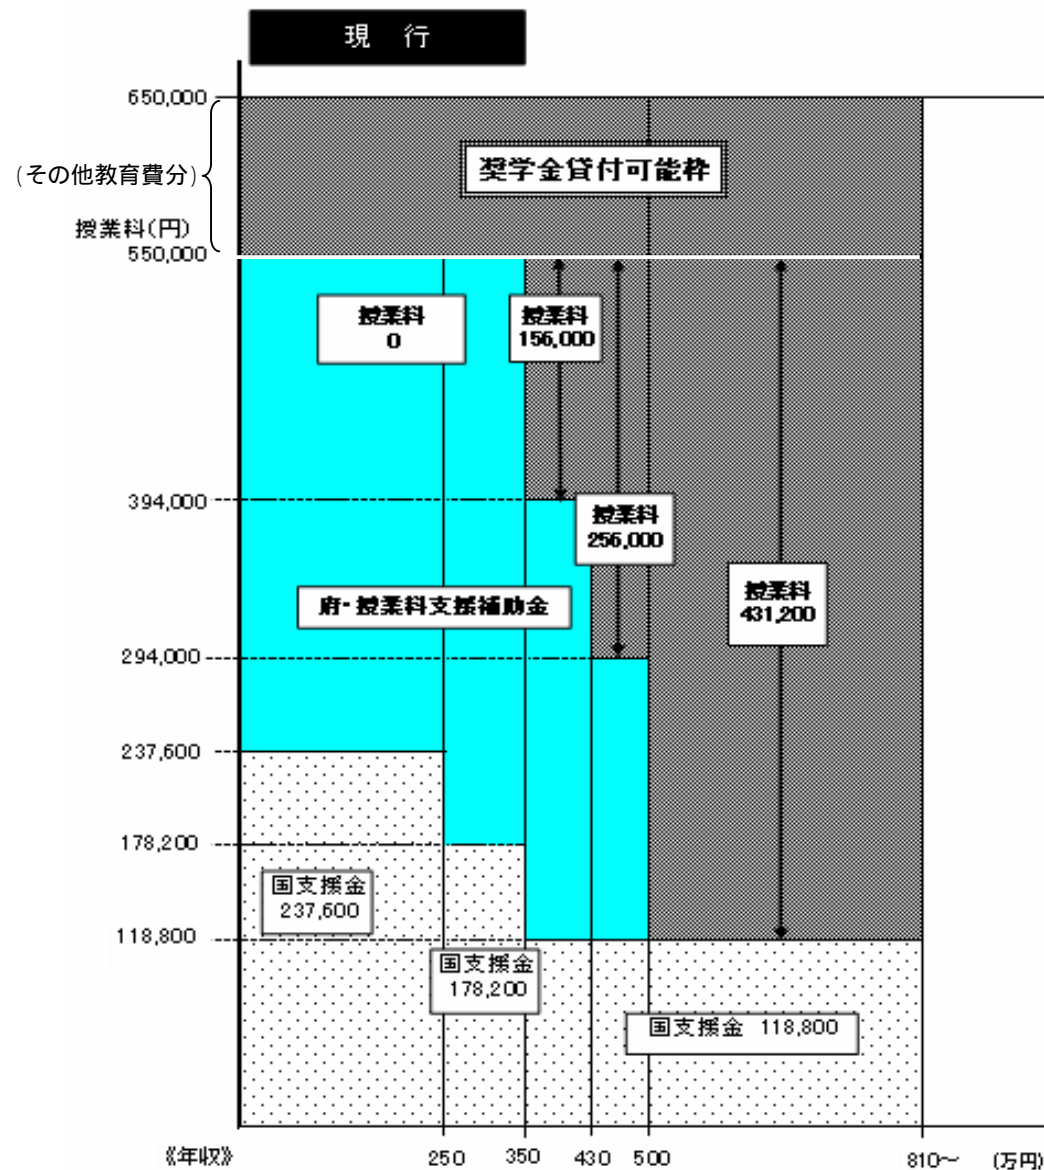 現 行
650,000
(その他教育費分)
奨学金貸付可能枠
授業料(円)
550,000
授業料
0
授業料
156,000
394,000
授業料
256,000
授業料
431,200
府・授業料支援補助金
294,000
237,600
178,200
国支援金
237,600
118,800
国支援金
178,200
国支援金 118,800
《年収》 250 350 430 500 810〜 (万円)